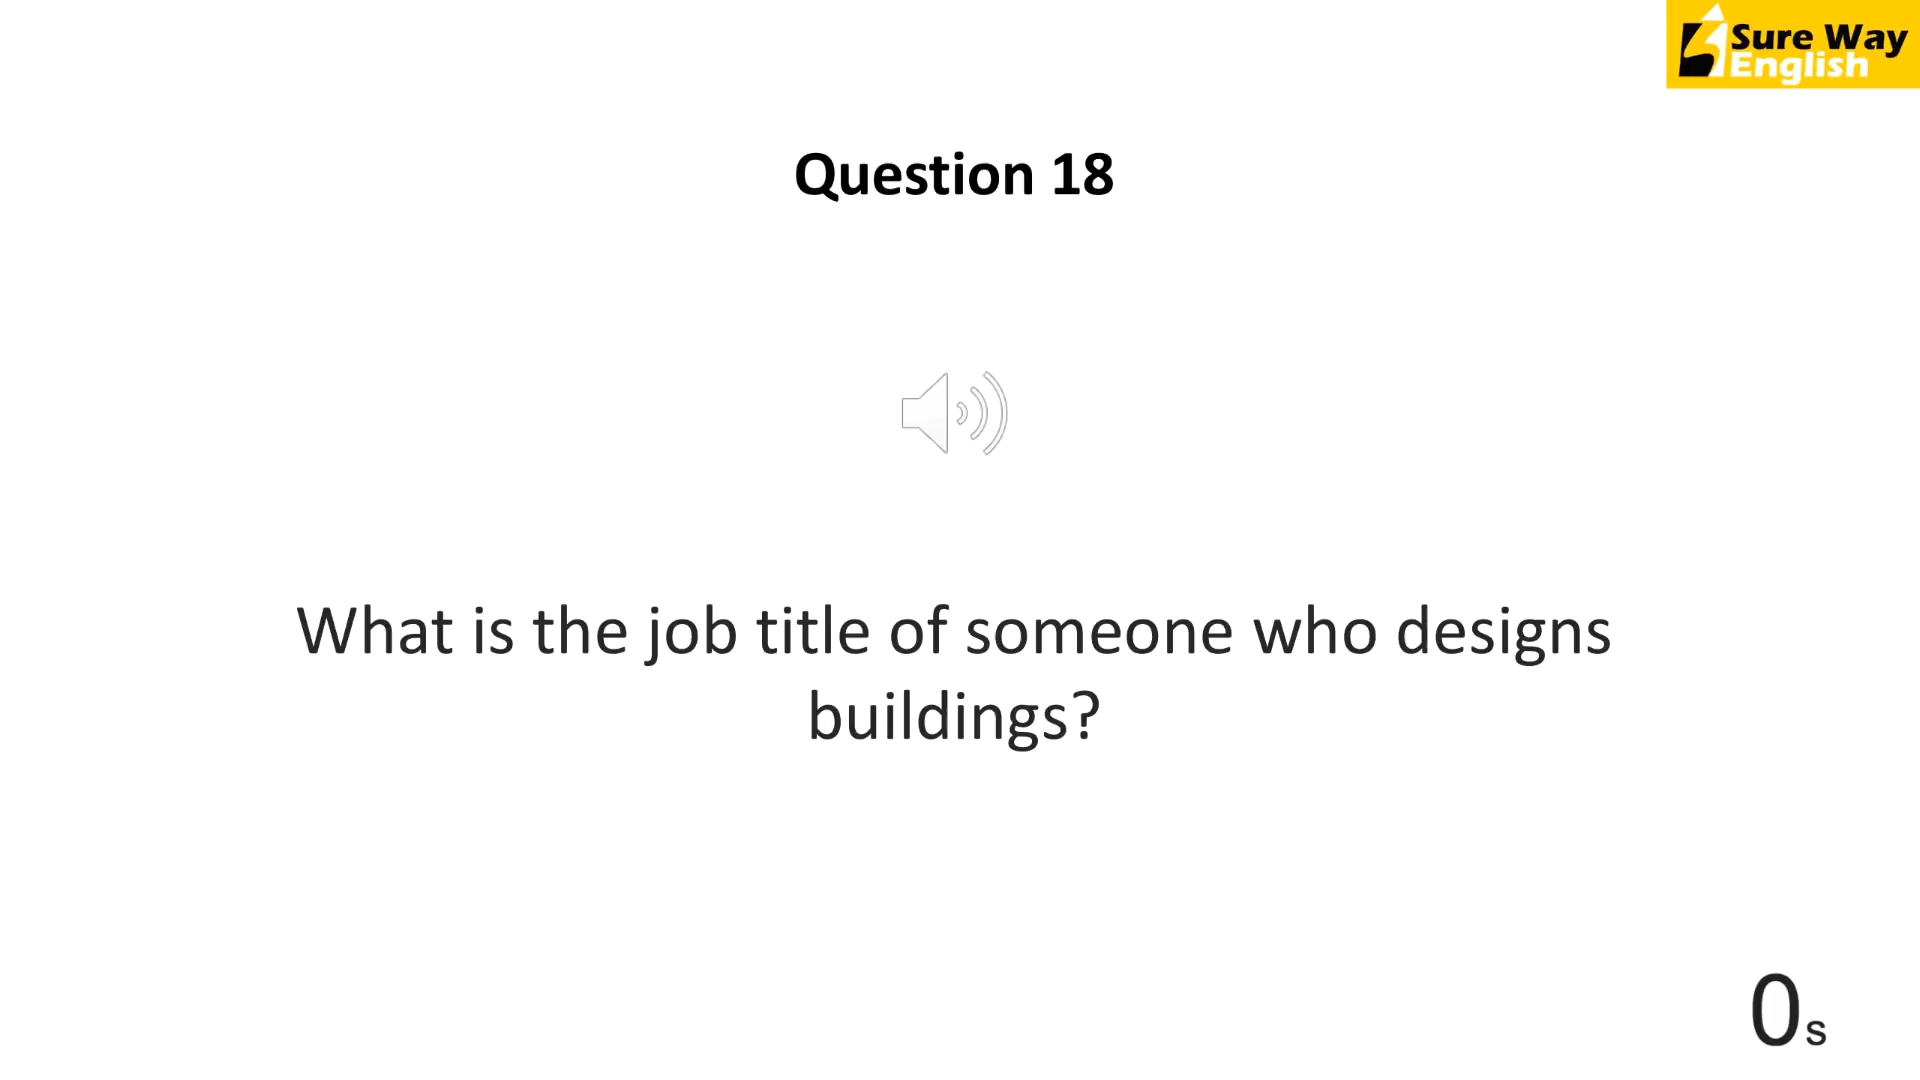 Sure Way
English
Question 18
What is the job title of someone who designs
buildings?
0s